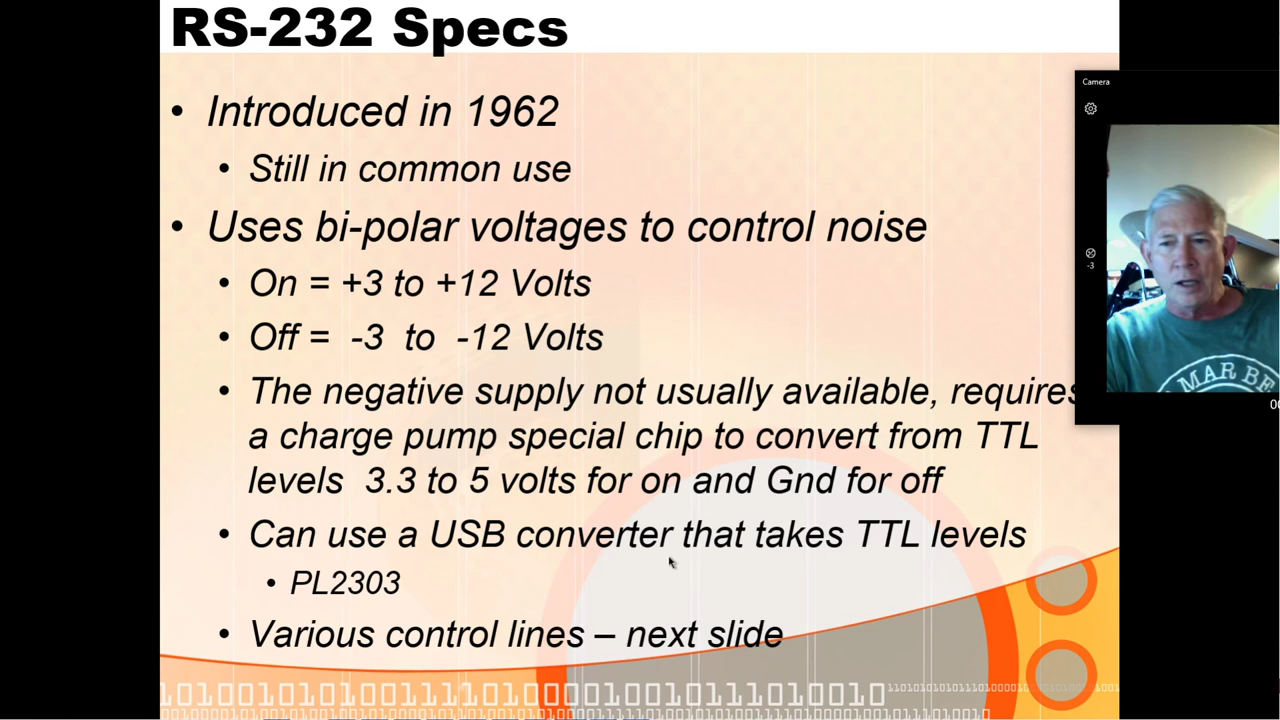 RS-232 Specs
• Introduced in 1962
• Still in common use
• Uses bi-polar voltages to control noise
• On = +3 to +12 Volts
• Off = -3 to -12 Volts
• The negative supply not usually available, requires
a charge pump special chip to convert from TTL
levels 3.3 to 5 volts for on and Gnd for off
• Can use a USB converter that takes TTL levels
• PL2303
• Various control lines – next slide
Camera
-3
MAR BE